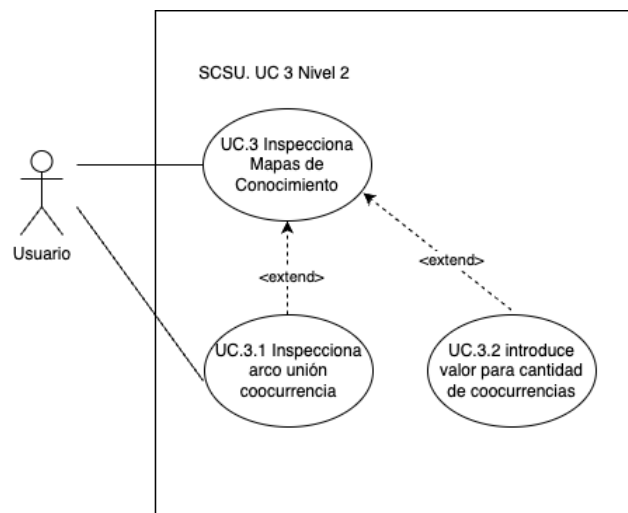 SCSU. UC 3 Nivel 2
UC.3 Inspecciona
Mapas de
Conocimiento
Usuario
<extend>
<extend>
UC.3.1 Inspecciona
arco unión
coocurrencia
UC.3.2 introduce
valor para cantidad
de coocurrencias